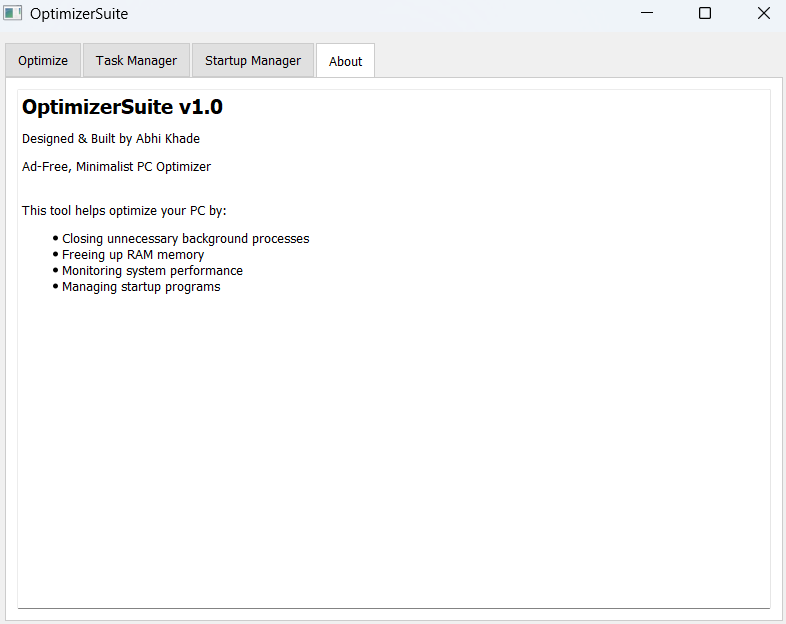 OptimizerSuite
Optimize
Task Manager
Startup Manager
About
OptimizerSuite v1.0
Designed & Built by Abhi Khade
Ad-Free, Minimalist PC Optimizer
This tool helps optimize your PC by:
• Closing unnecessary background processes
• Freeing up RAM memory
• Monitoring system performance
• Managing startup programs